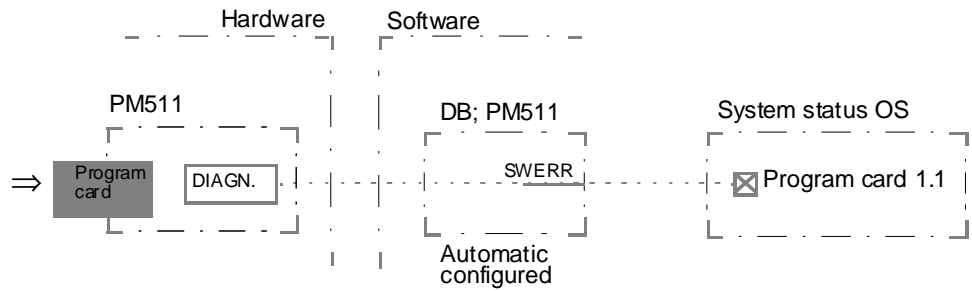 Hardware
Software
PM511
DB; PM511
System status OS
⇒
Program
card
DIAGN.
SWERR
Program card 1.1
Automatic
configured